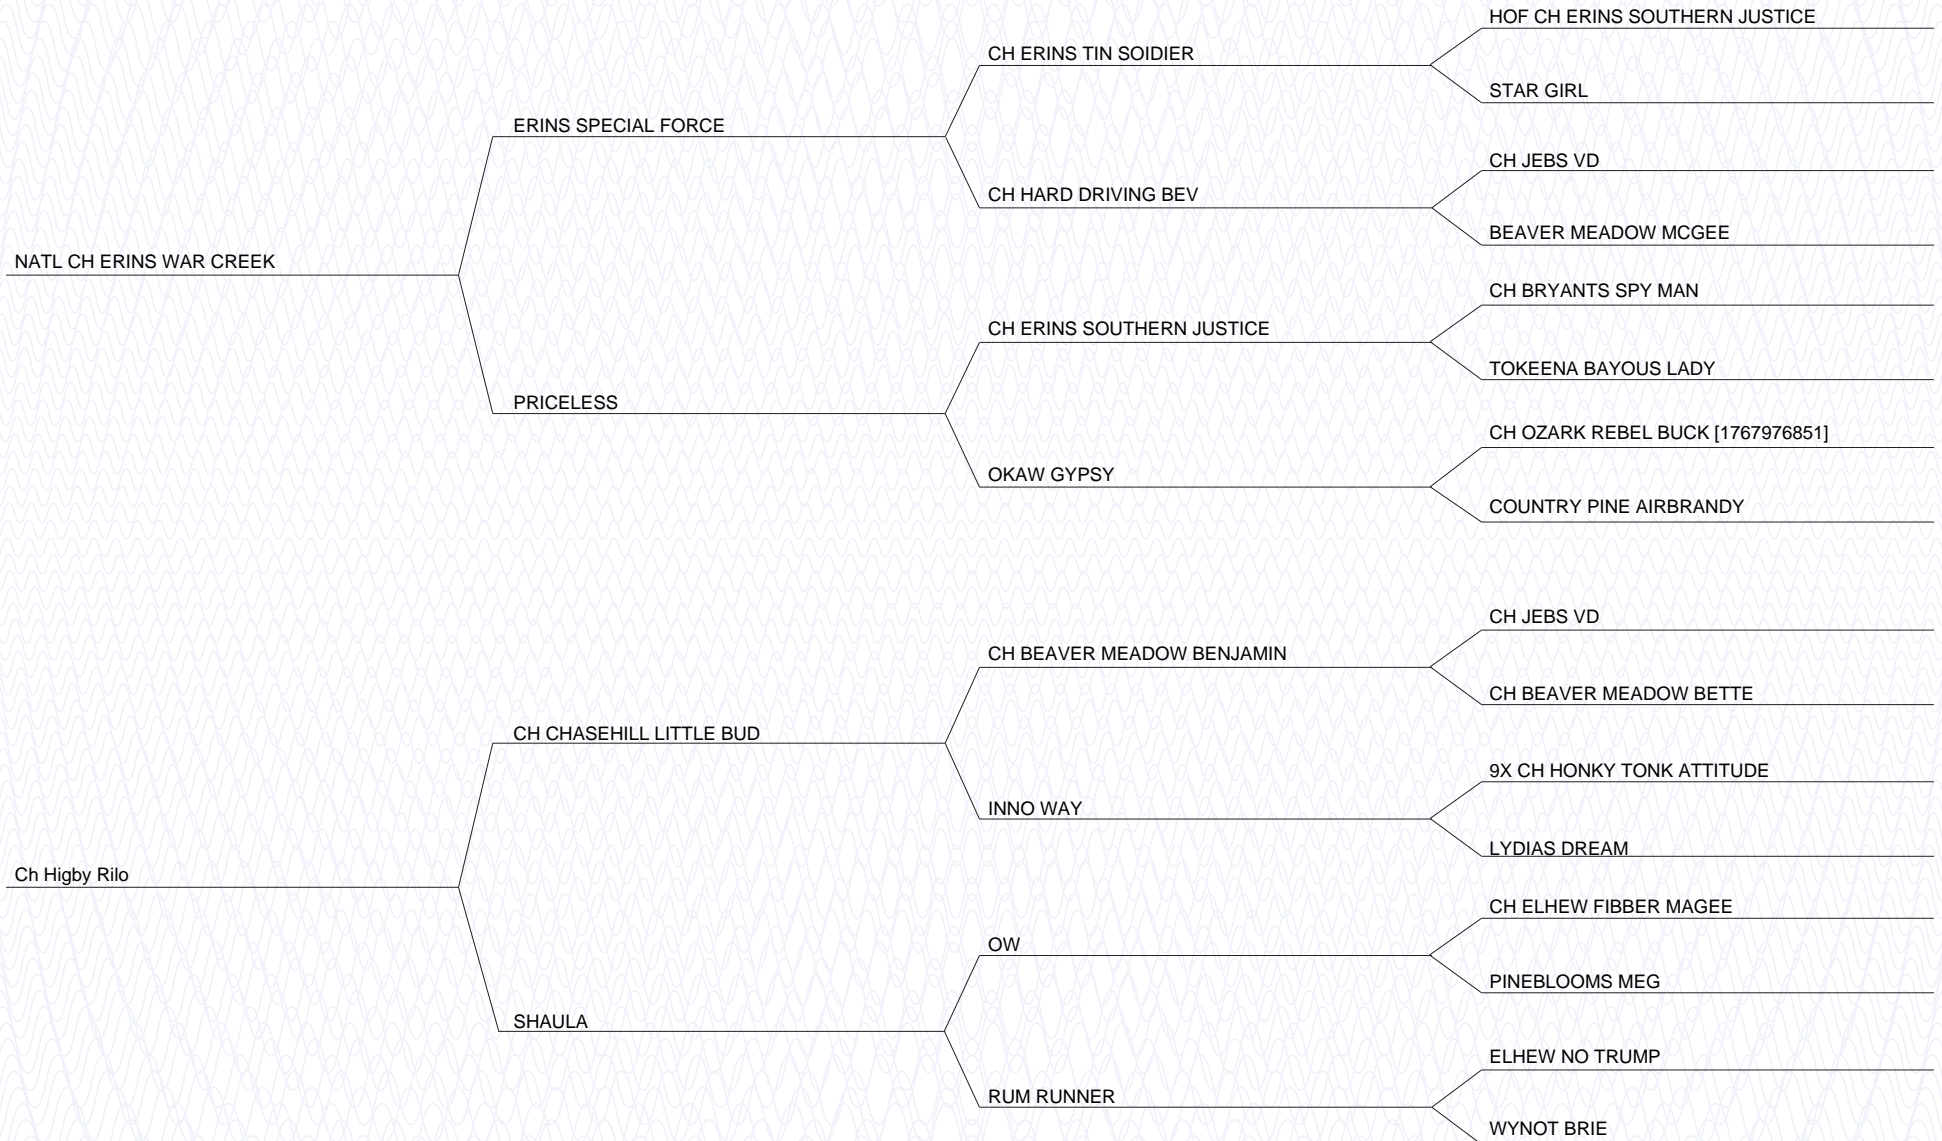 HOF CH ERINS SOUTHERN JUSTICE
CH ERINS TIN SOIDIER
STAR GIRL
ERINS SPECIAL FORCE
CH JEBS VD
CH HARD DRIVING BEV
BEAVER MEADOW MCGEE
NATL CH ERINS WAR CREEK
CH BRYANTS SPY MAN
CH ERINS SOUTHERN JUSTICE
TOKEENA BAYOUS LADY
PRICELESS
CH OZARK REBEL BUCK [1767976851]
OKAW GYPSY
COUNTRY PINE AIRBRANDY
CH JEBS VD
CH BEAVER MEADOW BENJAMIN
CH BEAVER MEADOW BETTE
CH CHASEHILL LITTLE BUD
9X CH HONKY TONK ATTITUDE
INNO WAY
LYDIAS DREAM
Ch Higby Rilo
CH ELHEW FIBBER MAGEE
OW
PINEBLOOMS MEG
SHAULA
ELHEW NO TRUMP
RUM RUNNER
WYNOT BRIE